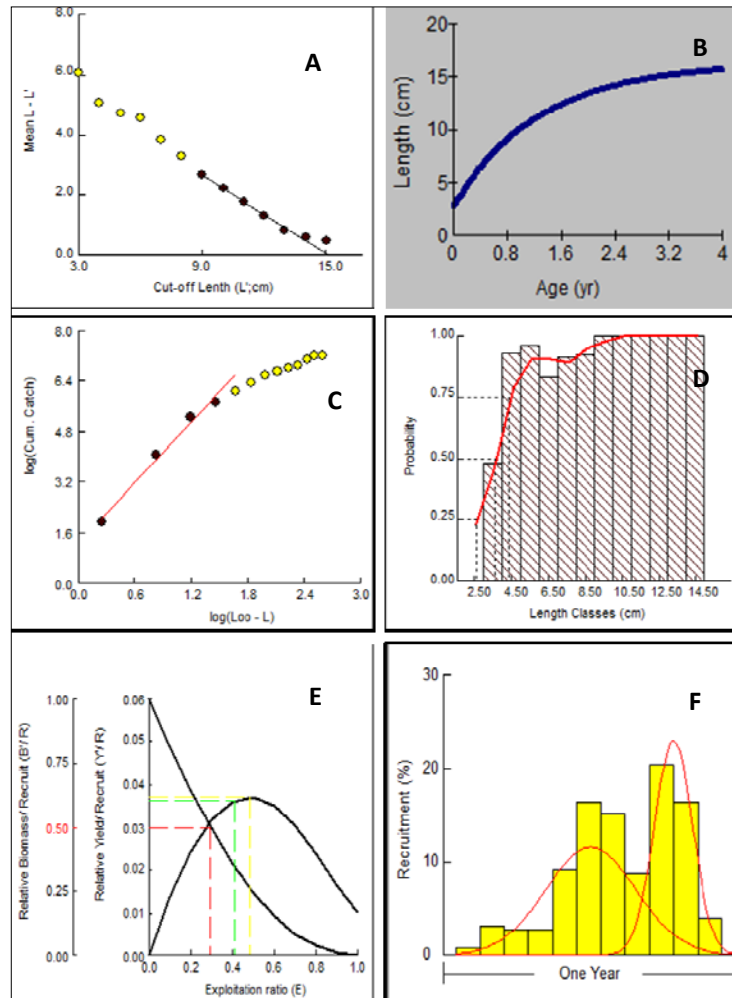 A
Mean L - L'
8.0
6.0
4.0
2.0
0.0
3.0 9.0 15.0
Cut-off Lenth (L';cm)
B
Length (cm)
20
15
10
5
0
0 0.8 1.6 2.4 3.2 4
Age (yr)
C
log(Cum. Catch)
8.0
6.4
4.8
3.2
1.6
0.0
0.0 0.6 1.2 1.8 2.4 3.0
log(Loo - L)
D
Probability
1.00
0.75
0.50
0.25
0.00
2.50 4.50 6.50 8.50 10.50 12.50 14.50
Length Classes (cm)
E
Relative Biomass/ Recruit (B'/ R)
1.00
0.75
0.50
0.25
0.00
Relative Yield/ Recruit (Y'/ R)
0.06
0.05
0.04
0.03
0.02
0.01
0.00
0.0 0.2 0.4 0.6 0.8 1.0
Exploitation ratio (E)
F
Recruitment (%)
30
20
10
0
One Year